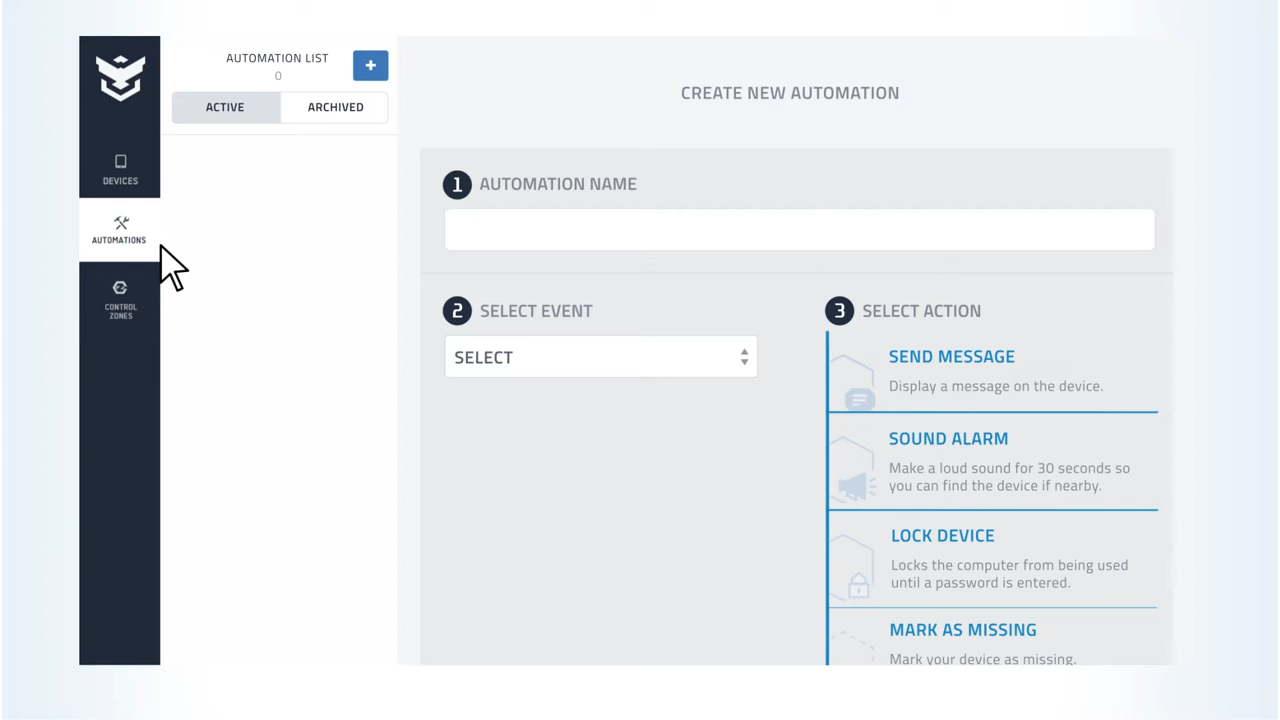 DEVICES
AUTOMATIONS
CONTROL
ZONES
AUTOMATION LIST
0
+
ACTIVE
ARCHIVED
CREATE NEW AUTOMATION
1 AUTOMATION NAME
2 SELECT EVENT
SELECT
3 SELECT ACTION
SEND MESSAGE
Display a message on the device.
SOUND ALARM
Make a loud sound for 30 seconds so
you can find the device if nearby.
LOCK DEVICE
Locks the computer from being used
until a password is entered.
MARK AS MISSING
Mark your device as missing.